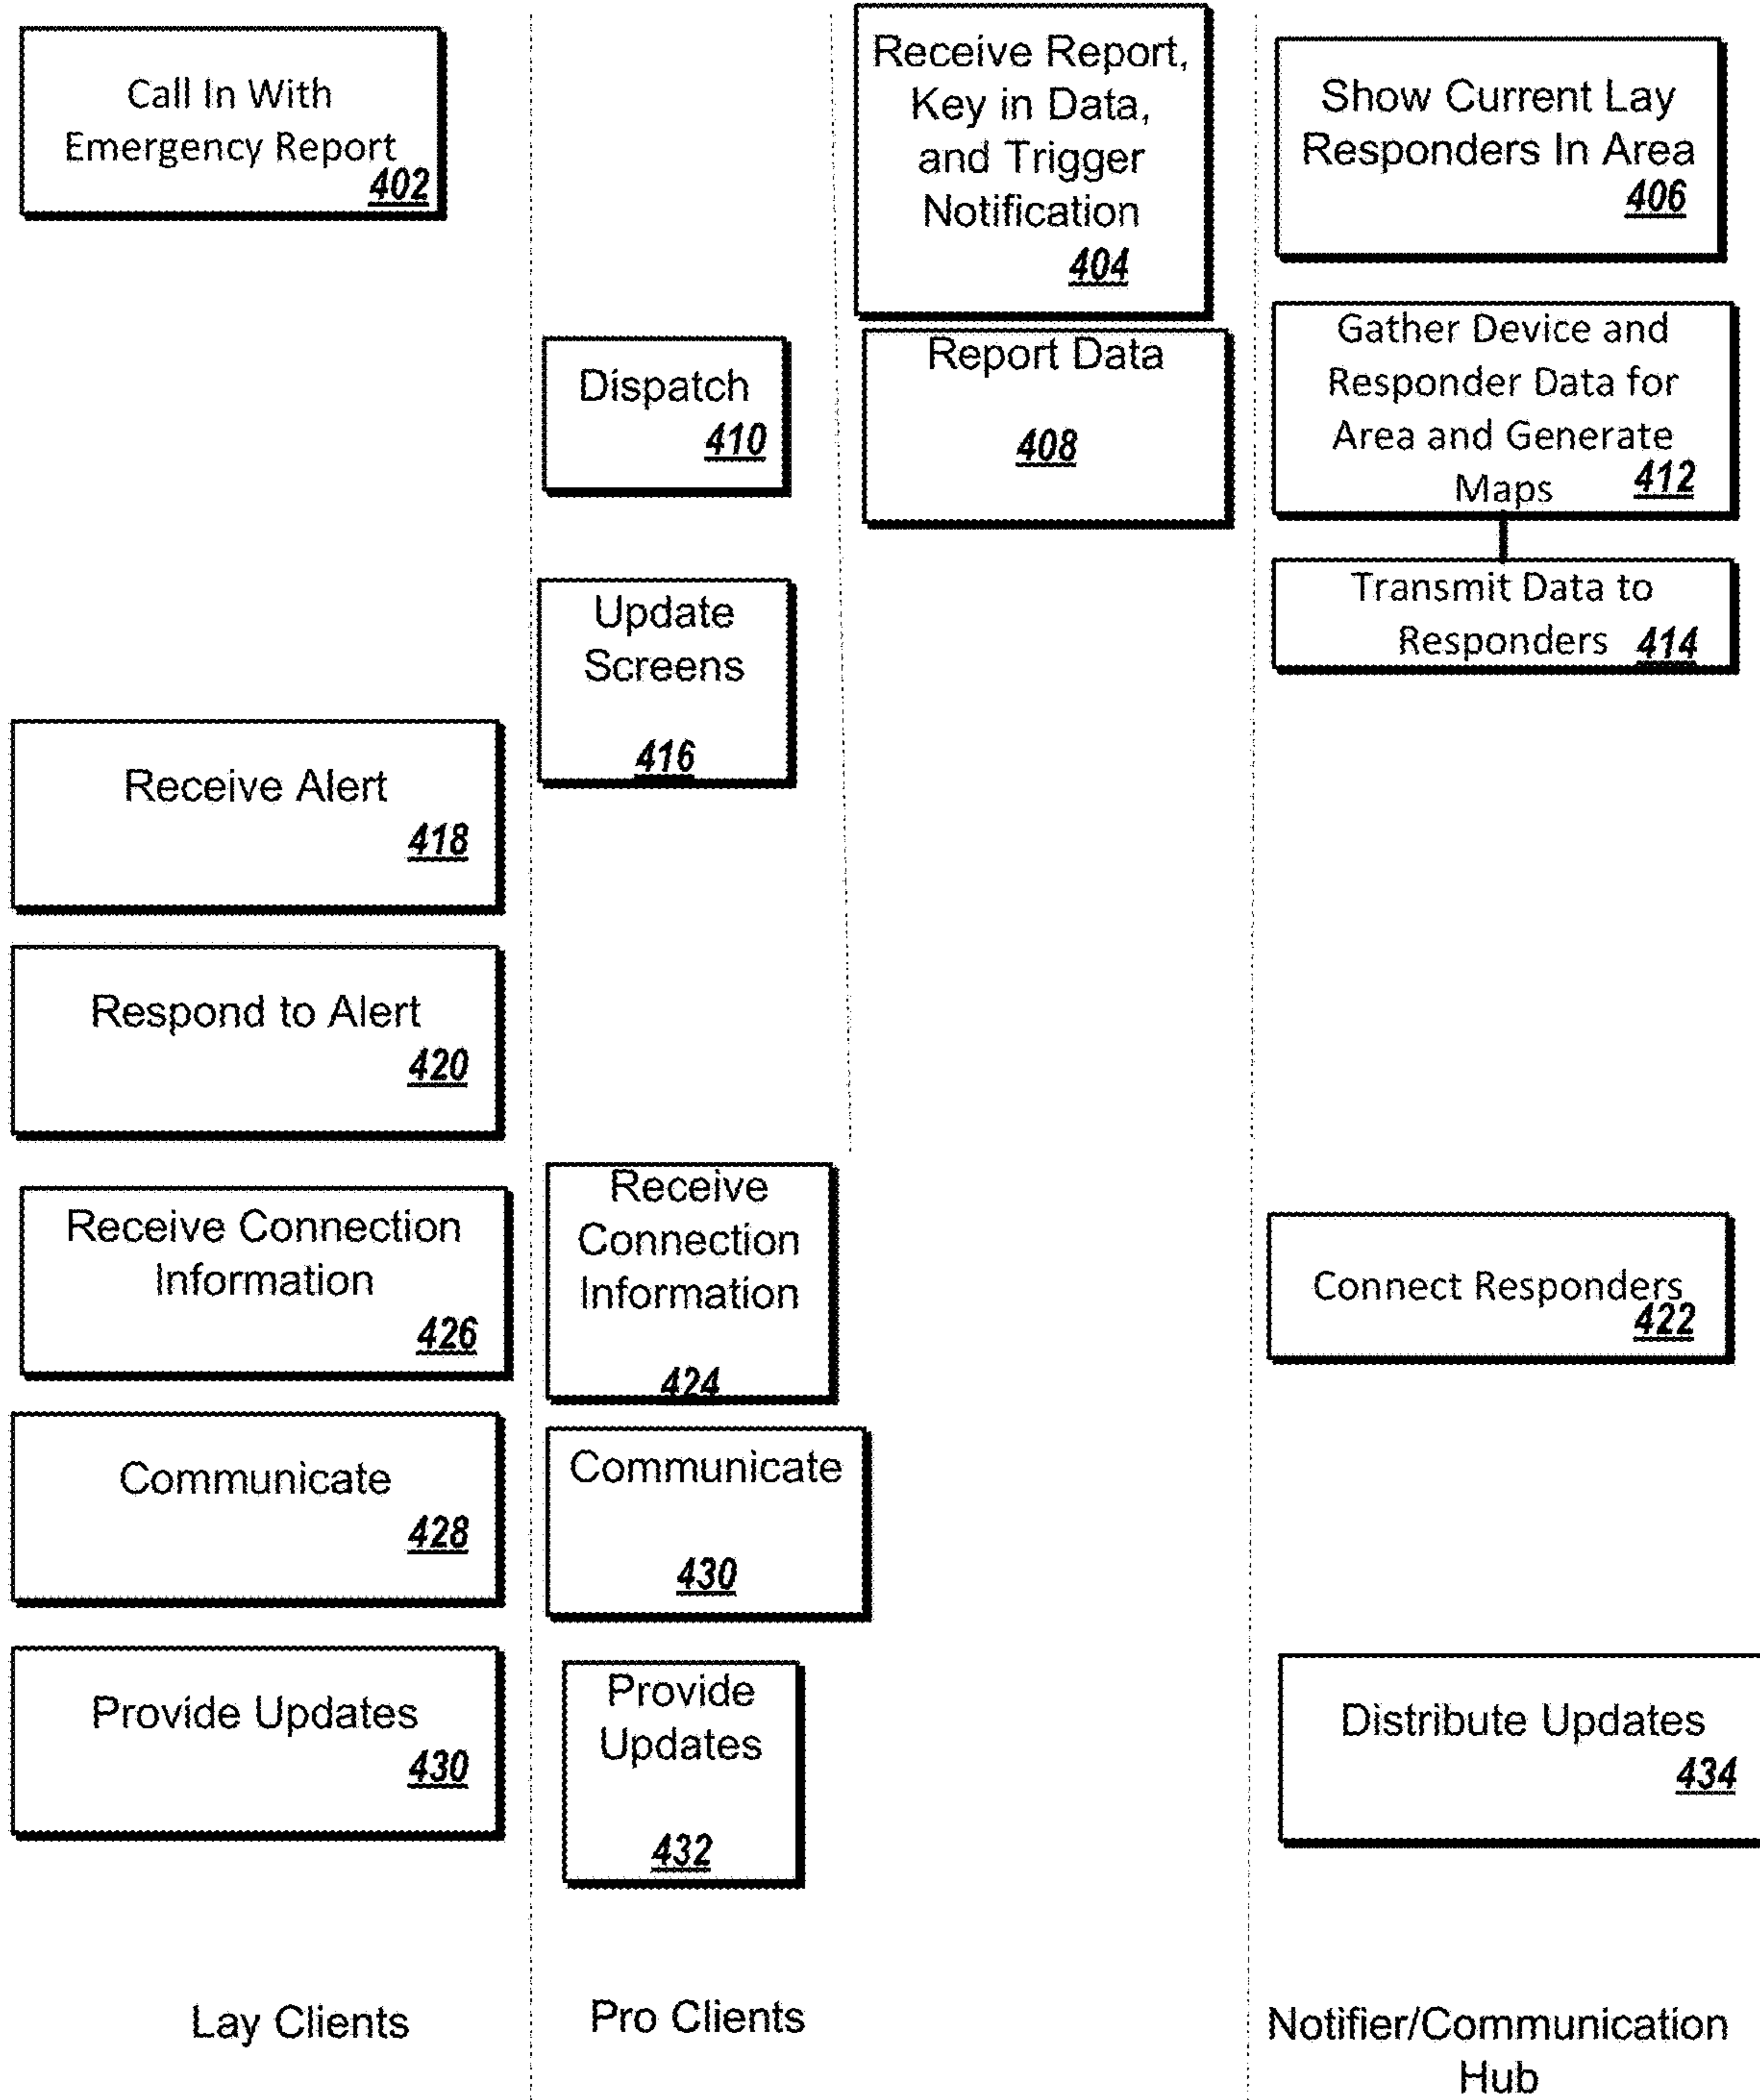 Call In With
Emergency Report
402
Receive Report,
Key in Data,
and Trigger
Notification
404
Show Current Lay
Responders In Area
406
Dispatch
410
Report Data
408
Gather Device and
Responder Data for
Area and Generate
Maps 412
Transmit Data to
Responders 414
Update
Screens
416
Receive Alert
418
Respond to Alert
420
Receive Connection
Information
426
Receive
Connection
Information
424
Connect Responders
422
Communicate
428
Communicate
430
Provide Updates
430
Provide
Updates
432
Distribute Updates
434
Lay Clients
Pro Clients
Notifier/Communication
Hub